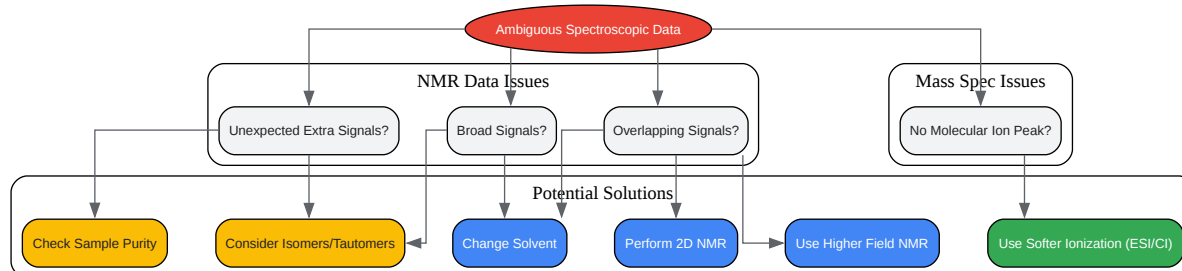 Ambiguous Spectroscopic Data
NMR Data Issues
Mass Spec Issues
Unexpected Extra Signals?
Broad Signals?
Overlapping Signals?
No Molecular Ion Peak?
Potential Solutions
Check Sample Purity
Consider Isomers/Tautomers
Change Solvent
Perform 2D NMR
Use Higher Field NMR
Use Softer Ionization (ESI/CI)